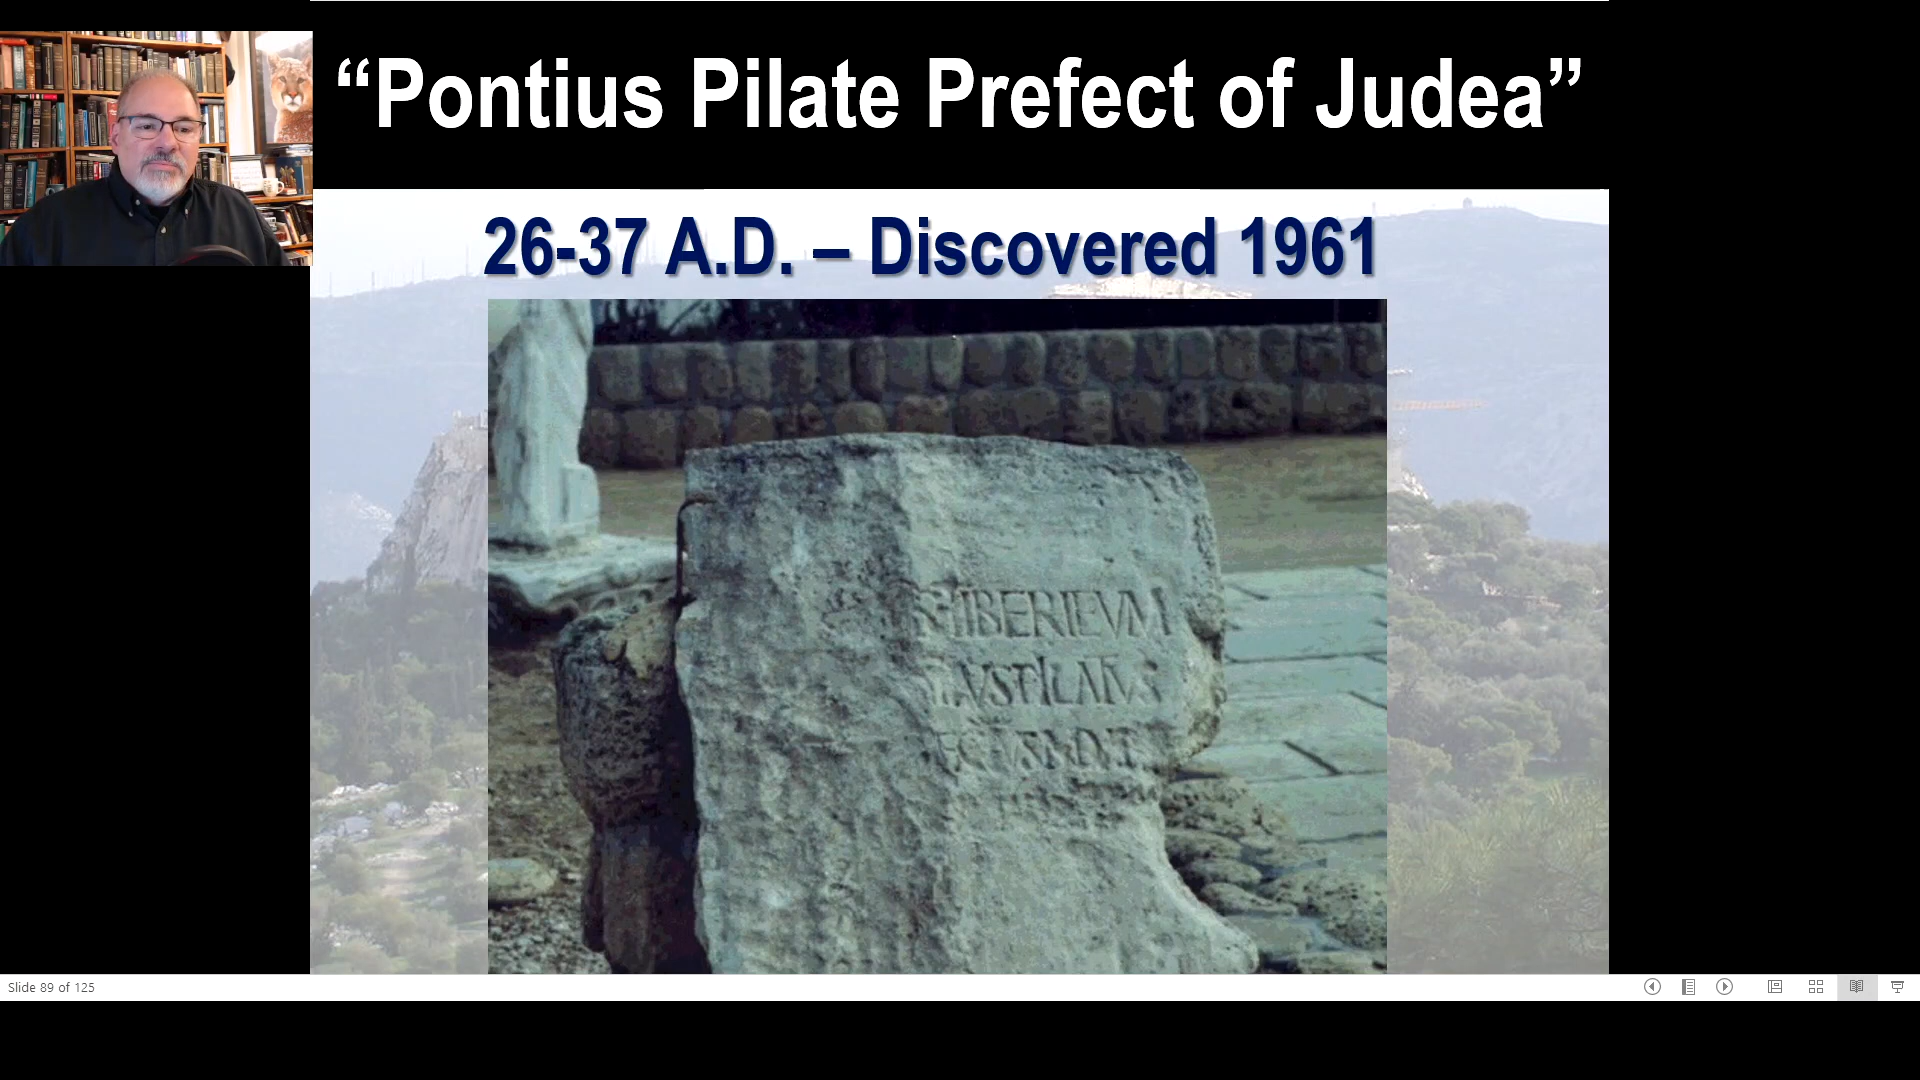 “Pontius Pilate Prefect of Judea”
26-37 A.D. – Discovered 1961
TIBERIEVM
Slide 89 of 125